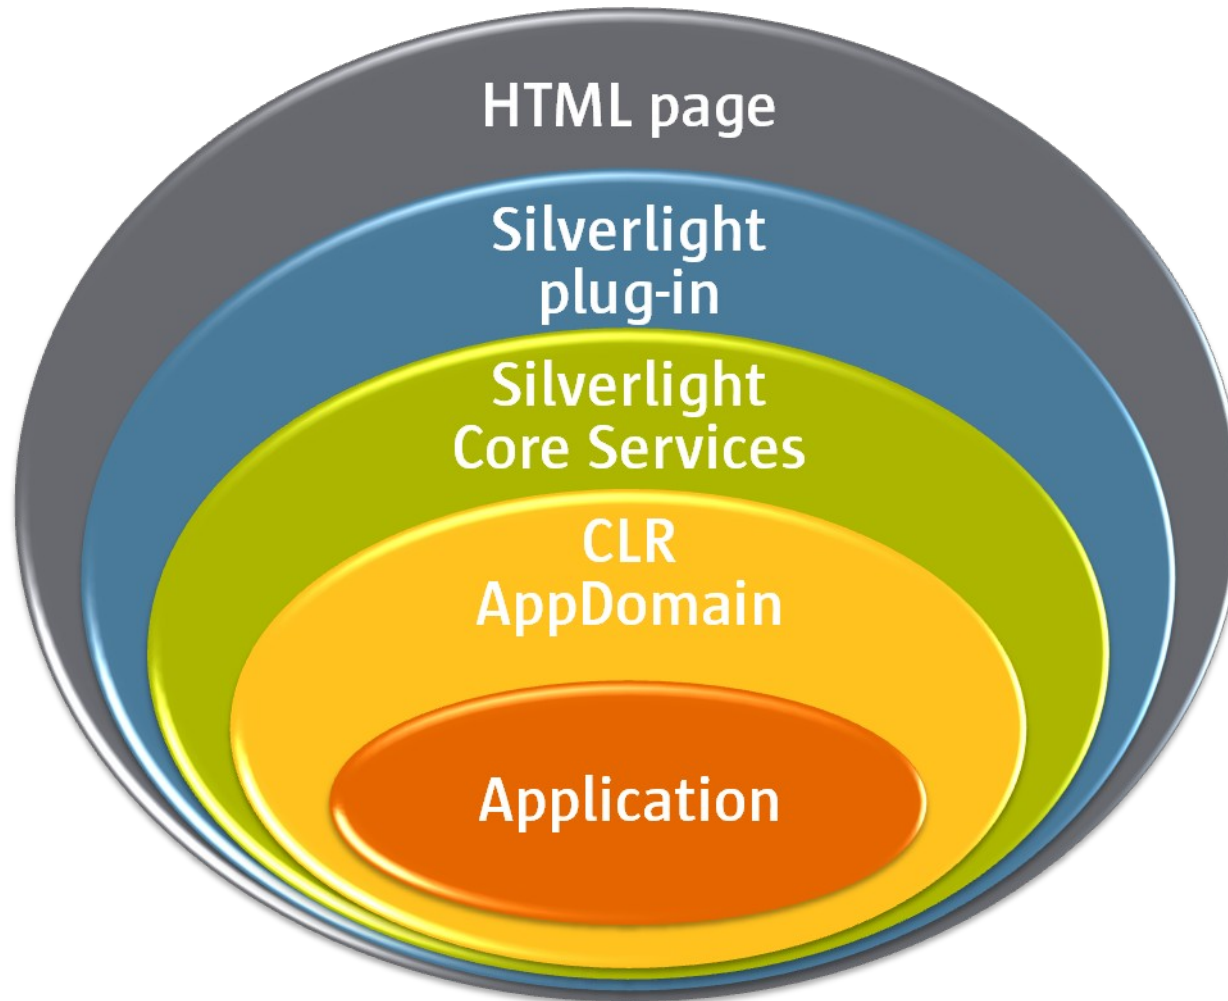 HTML page
Silverlight
plug-in
Silverlight
Core Services
CLR
AppDomain
Application